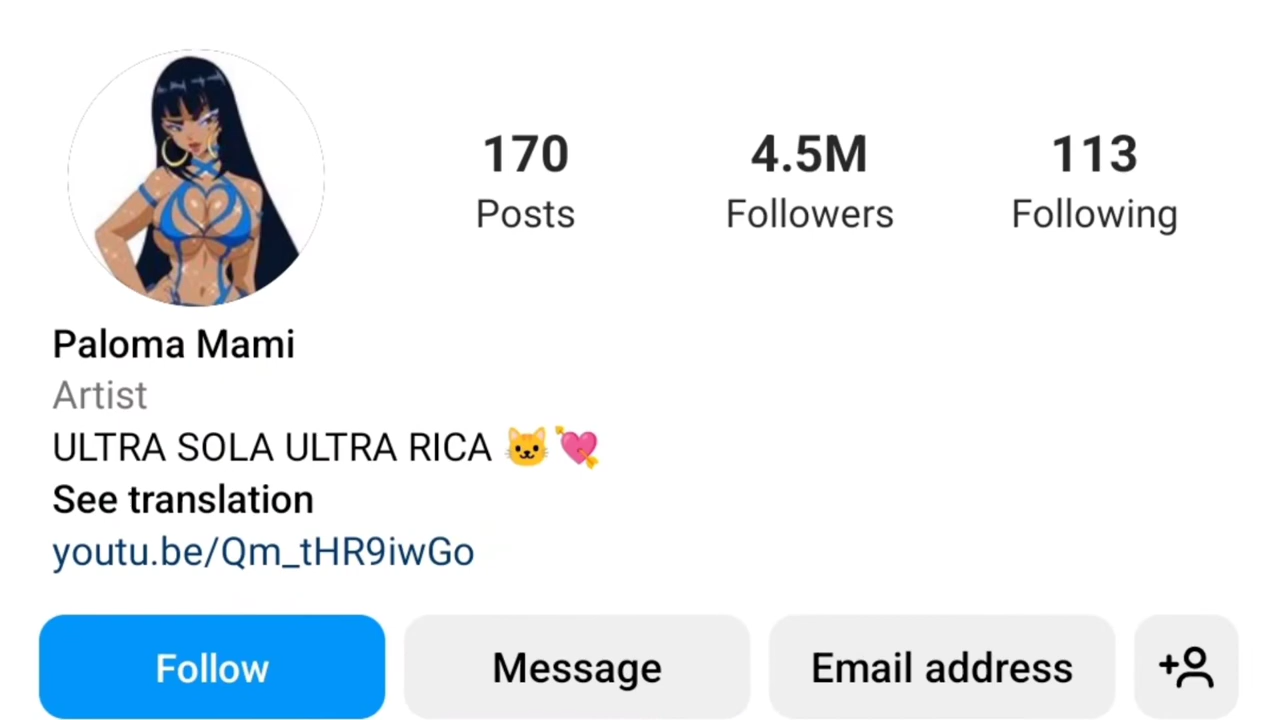 170 4.5M 113
Posts Followers Following
Paloma Mami
Artist
ULTRA SOLA ULTRA RICA 🐱💘
See translation
youtu.be/Qm_tHR9iwGo
Follow Message Email address